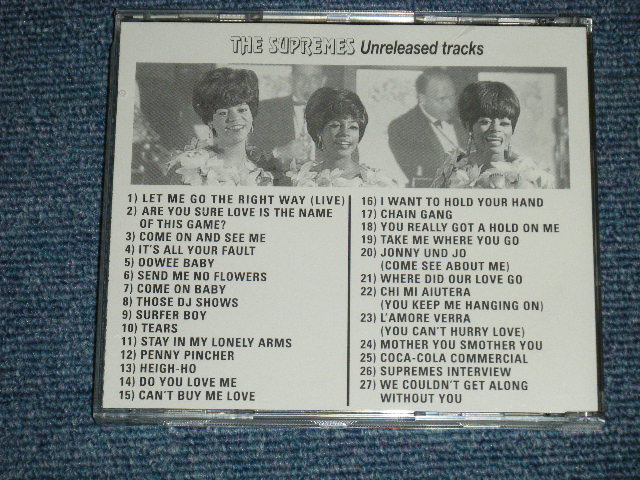 THE SUPREMES Unreleased tracks
1) LET ME GO THE RIGHT WAY (LIVE)
2) ARE YOU SURE LOVE IS THE NAME
OF THIS GAME?
3) COME ON AND SEE ME
4) IT'S ALL YOUR FAULT
5) OOWEE BABY
6) SEND ME NO FLOWERS
7) COME ON BABY
8) THOSE DJ SHOWS
9) SURFER BOY
10) TEARS
11) STAY IN MY LONELY ARMS
12) PENNY PINCHER
13) HEIGH-HO
14) DO YOU LOVE ME
15) CAN'T BUY ME LOVE
16) I WANT TO HOLD YOUR HAND
17) CHAIN GANG
18) YOU REALLY GOT A HOLD ON ME
19) TAKE ME WHERE YOU GO
20) JONNY UND JO
(COME SEE ABOUT ME)
21) WHERE DID OUR LOVE GO
22) CHI MI AIUTERA
(YOU KEEP ME HANGING ON)
23) L'AMORE VERRA
(YOU CAN'T HURRY LOVE)
24) MOTHER YOU SMOTHER YOU
25) COCA-COLA COMMERCIAL
26) SUPREMES INTERVIEW
27) WE COULDN'T GET ALONG
WITHOUT YOU